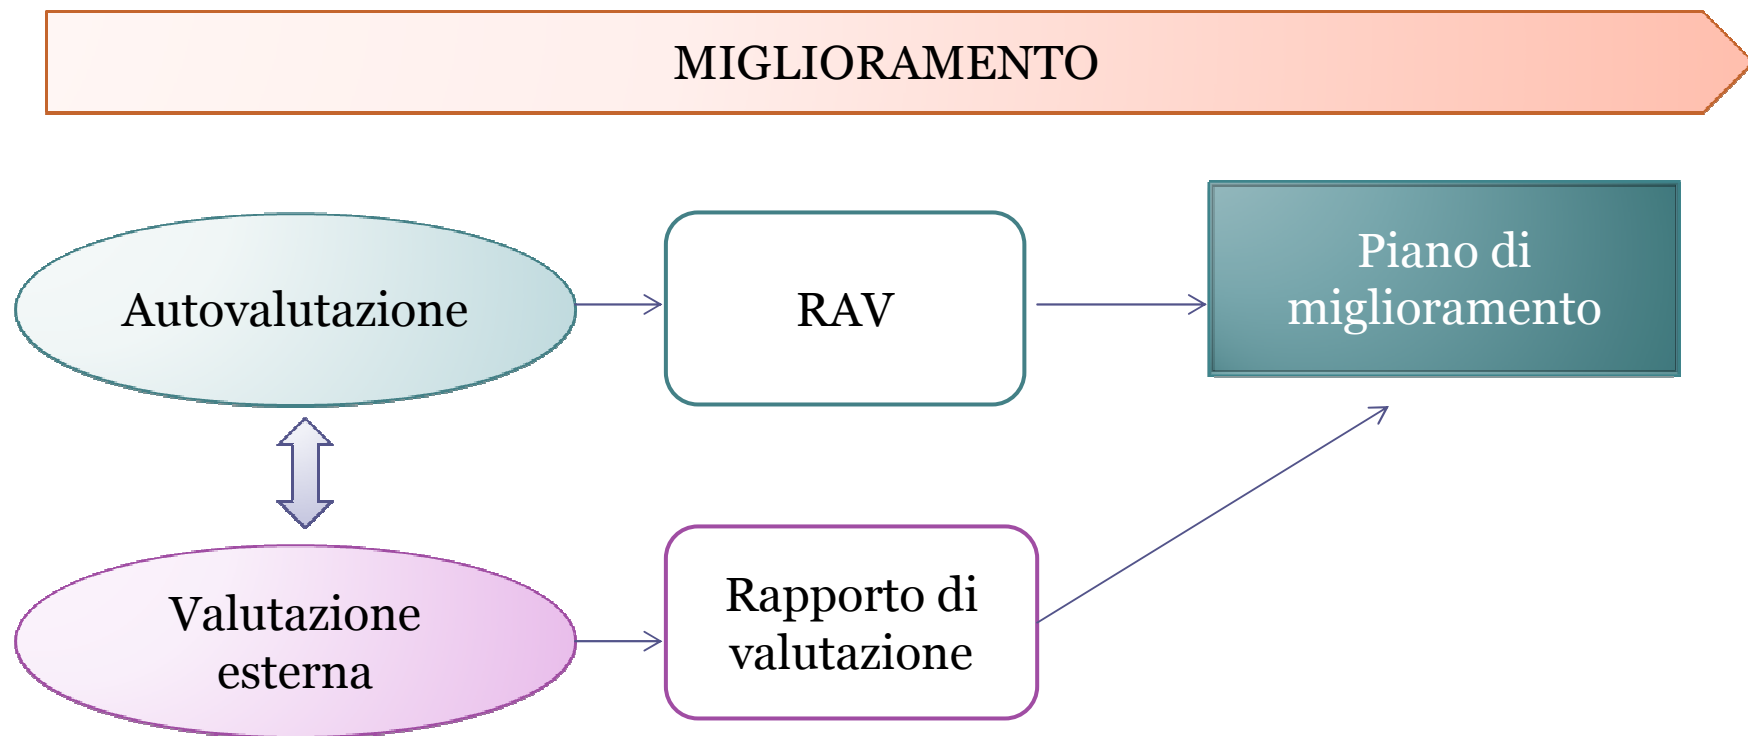 MIGLIORAMENTO
Autovalutazione
RAV
Piano di
miglioramento
Valutazione
esterna
Rapporto di
valutazione